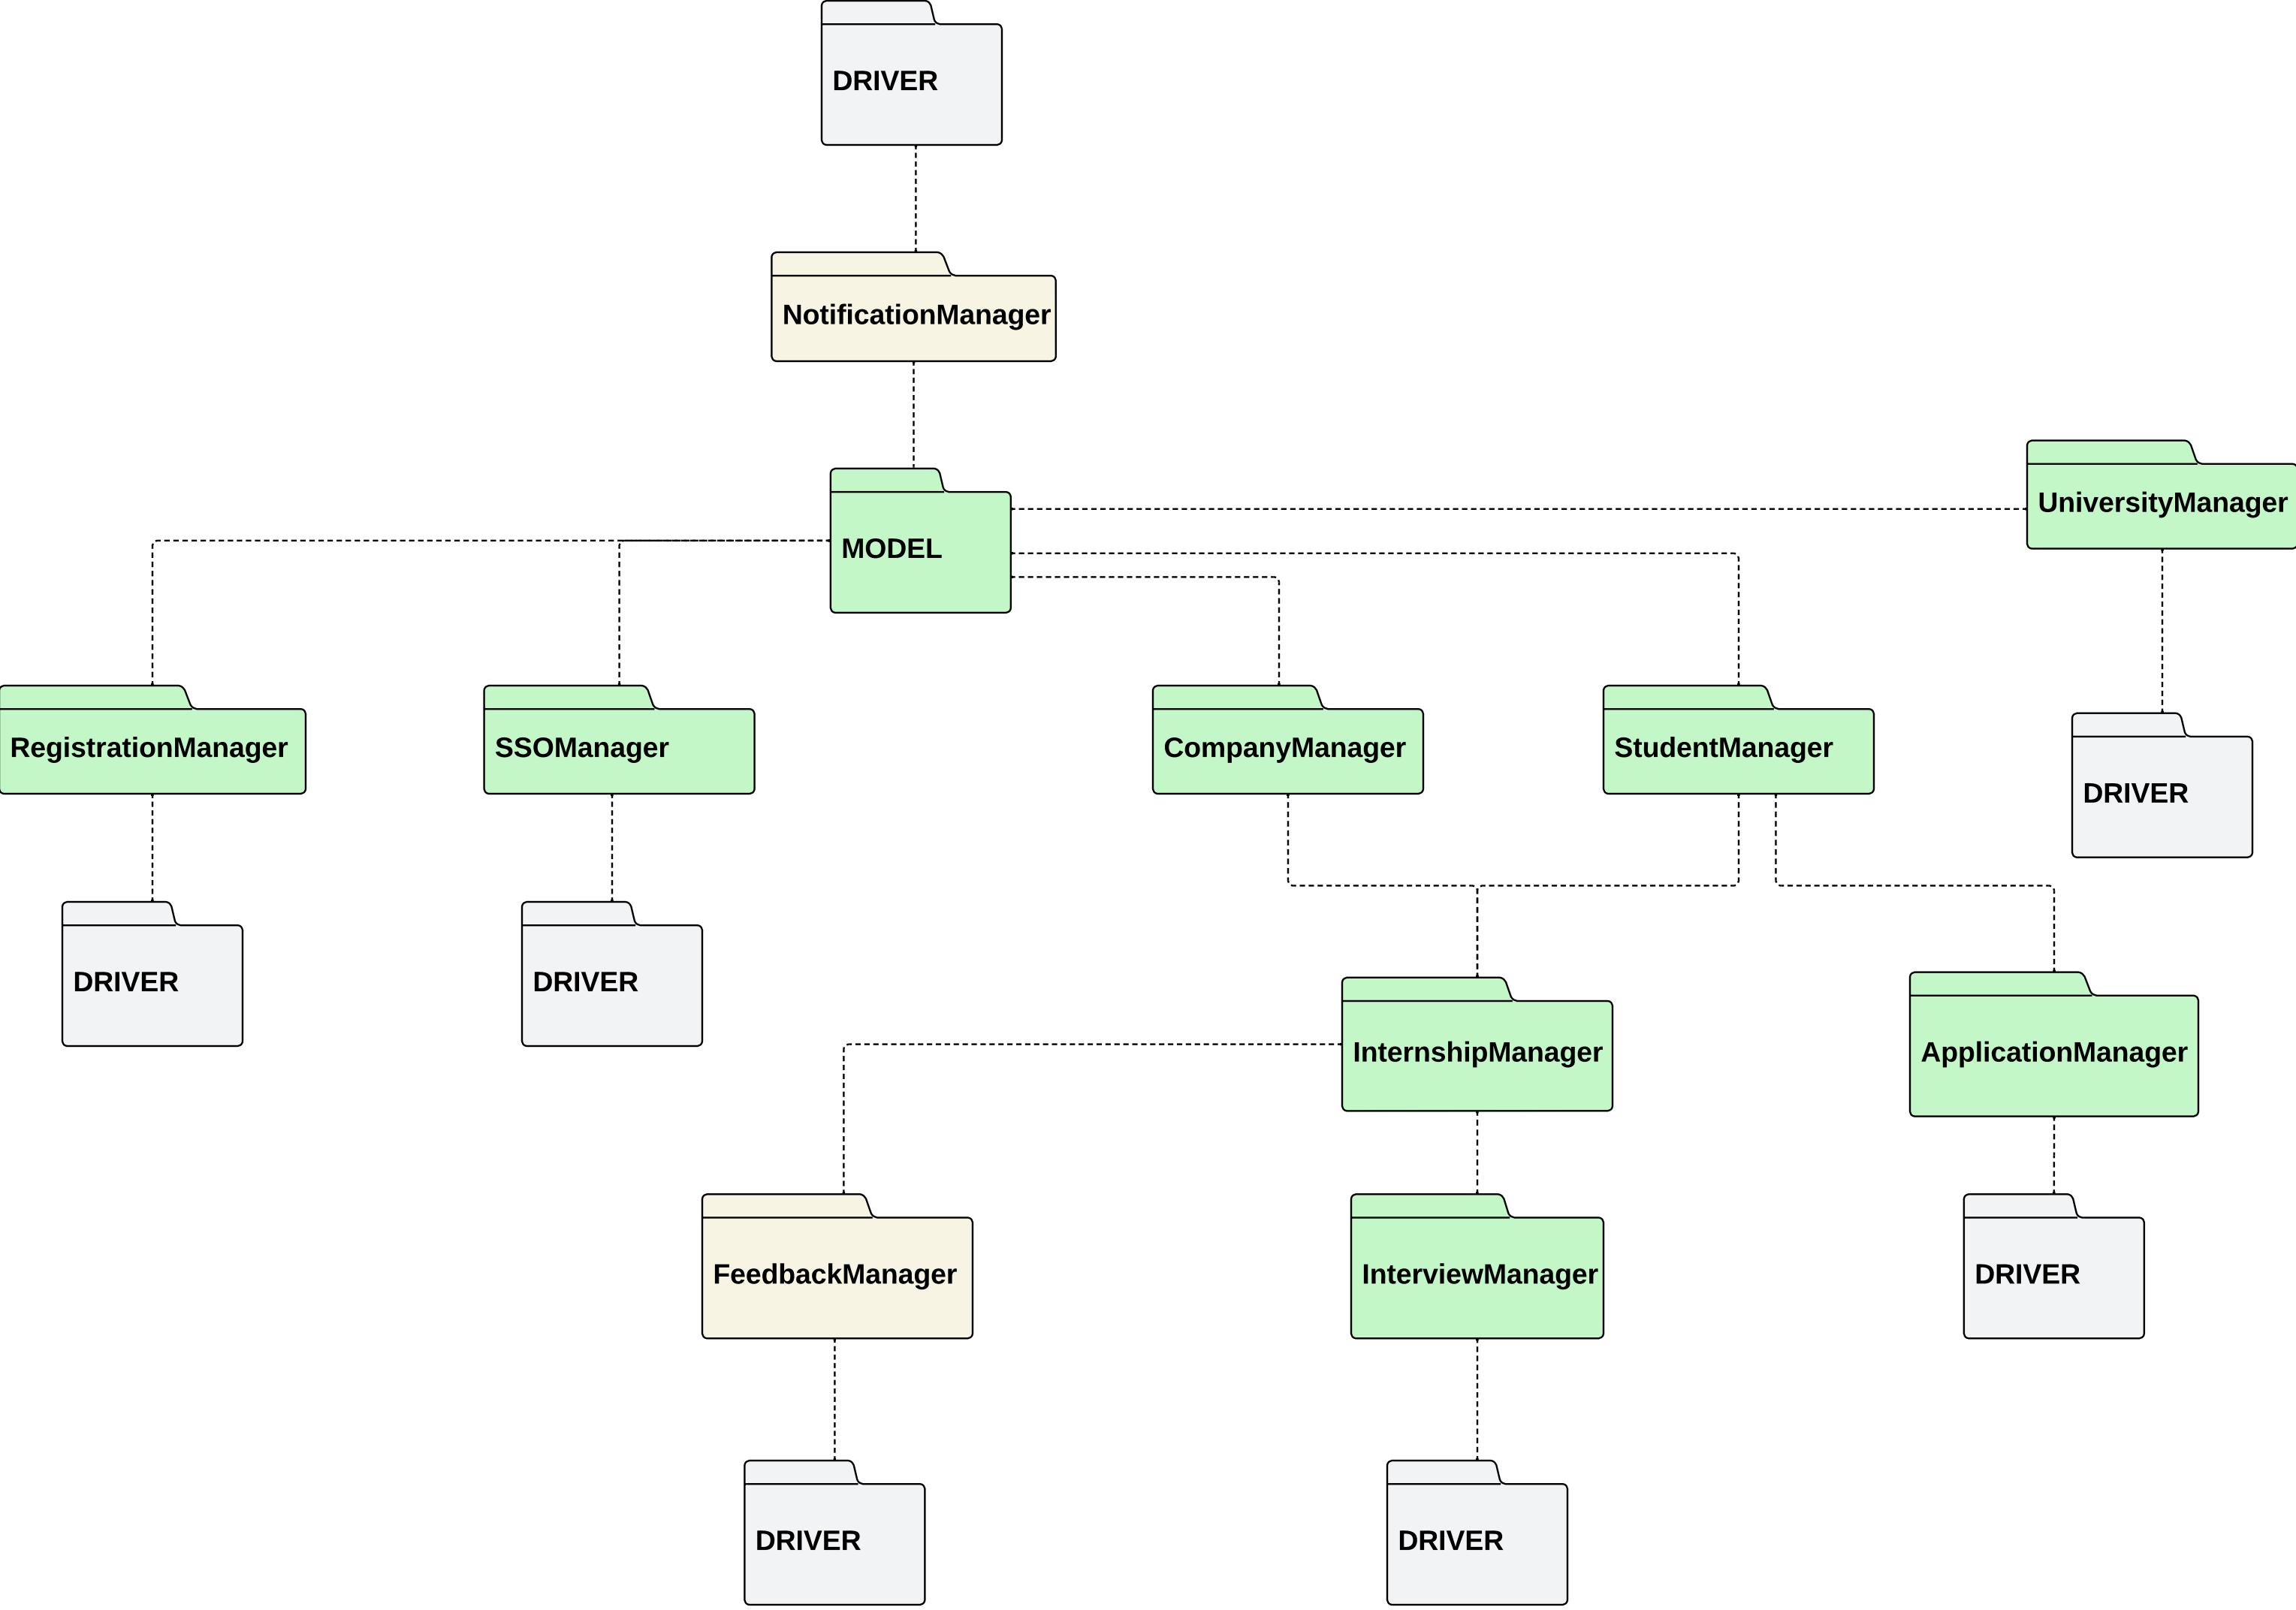 DRIVER
NotificationManager
UniversityManager
MODEL
RegistrationManager
SSOManager
CompanyManager
StudentManager
DRIVER
DRIVER
DRIVER
InternshipManager
ApplicationManager
FeedbackManager
InterviewManager
DRIVER
DRIVER
DRIVER